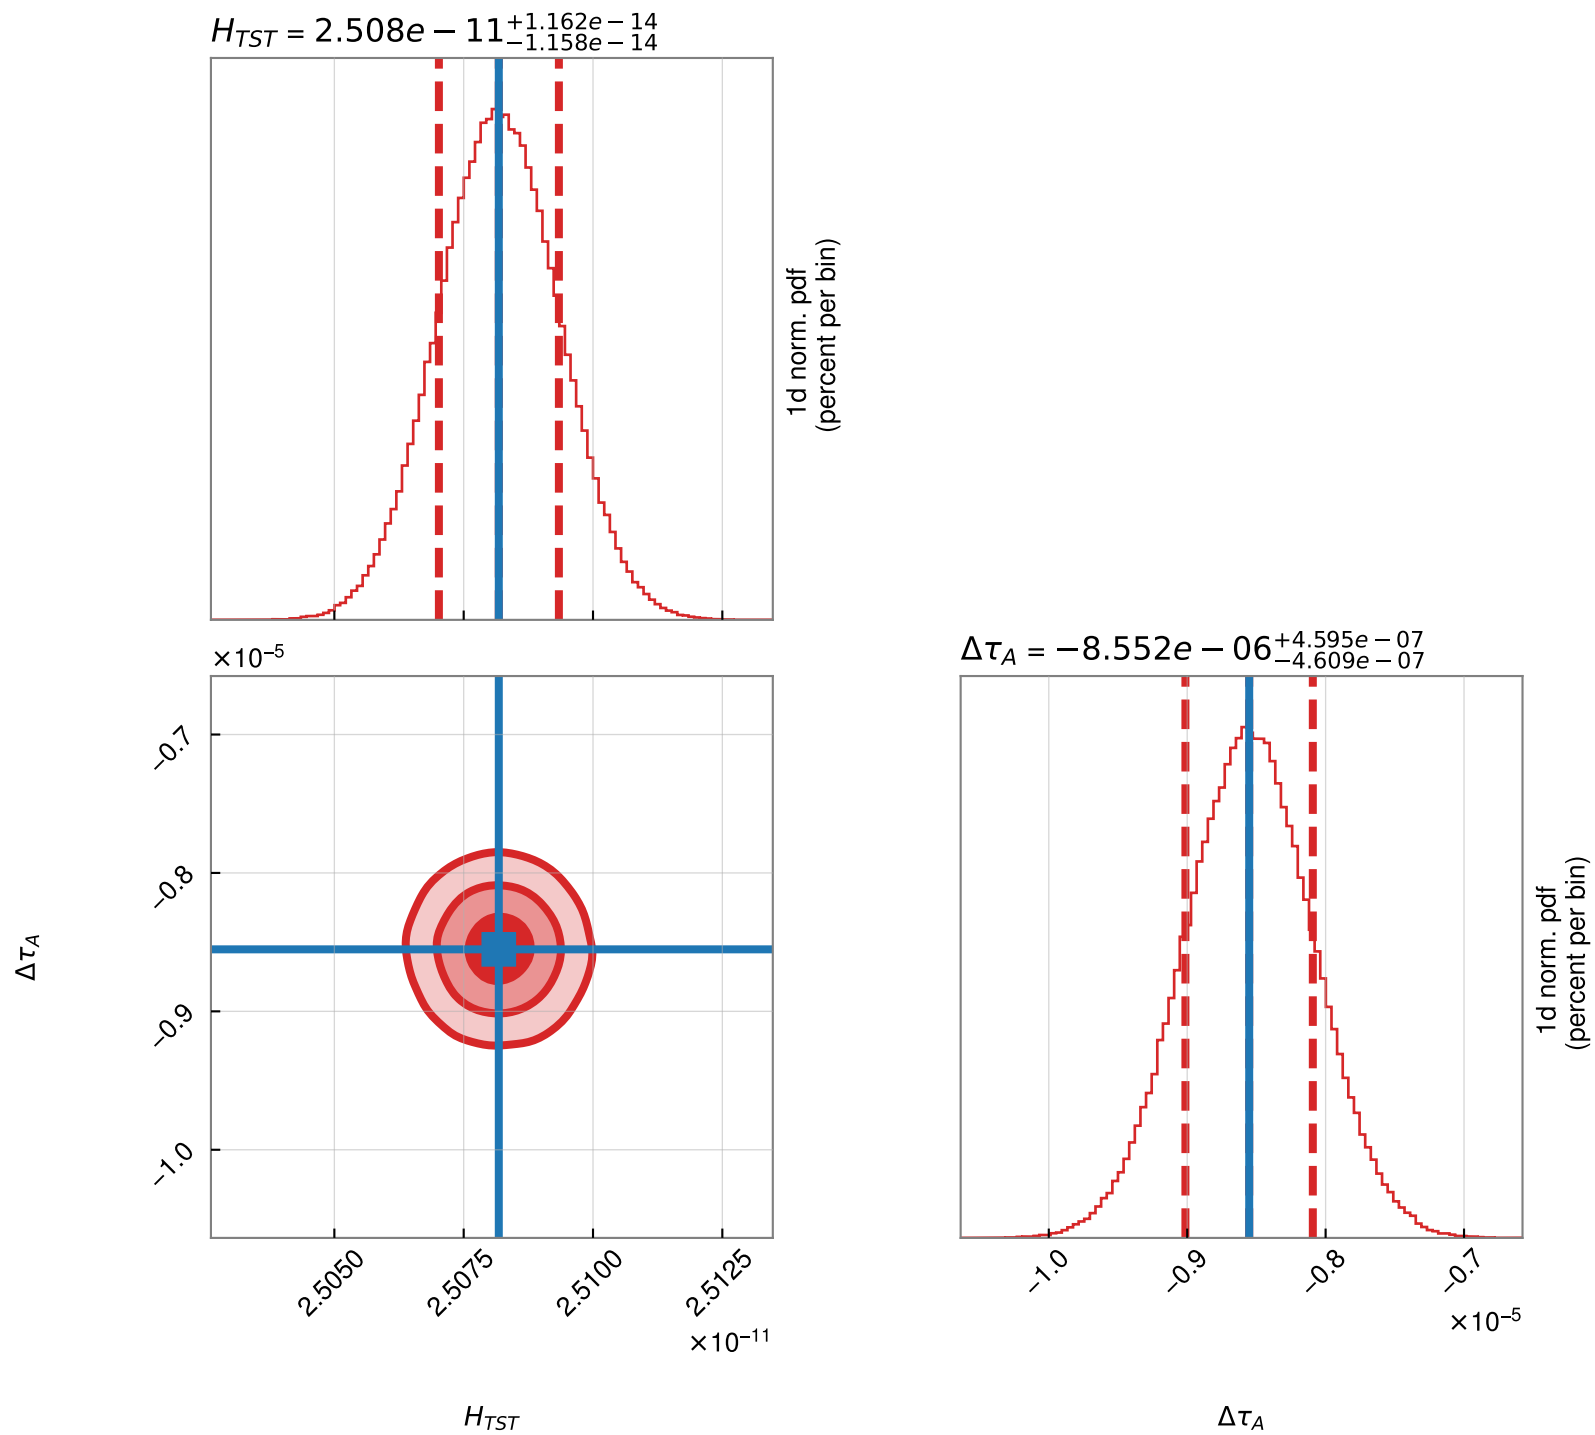 H_TST = 2.508e − 11 +1.162e − 14 −1.158e − 14
1d norm. pdf
(percent per bin)
×10⁻⁵
−0.7
−0.8
−0.9
−1.0
Δτ_A
2.5050
2.5075
2.5100
2.5125
×10⁻¹¹
H_TST
Δτ_A = −8.552e − 06 +4.595e − 07 −4.609e − 07
1d norm. pdf
(percent per bin)
−1.0
−0.9
−0.8
−0.7
×10⁻⁵
Δτ_A